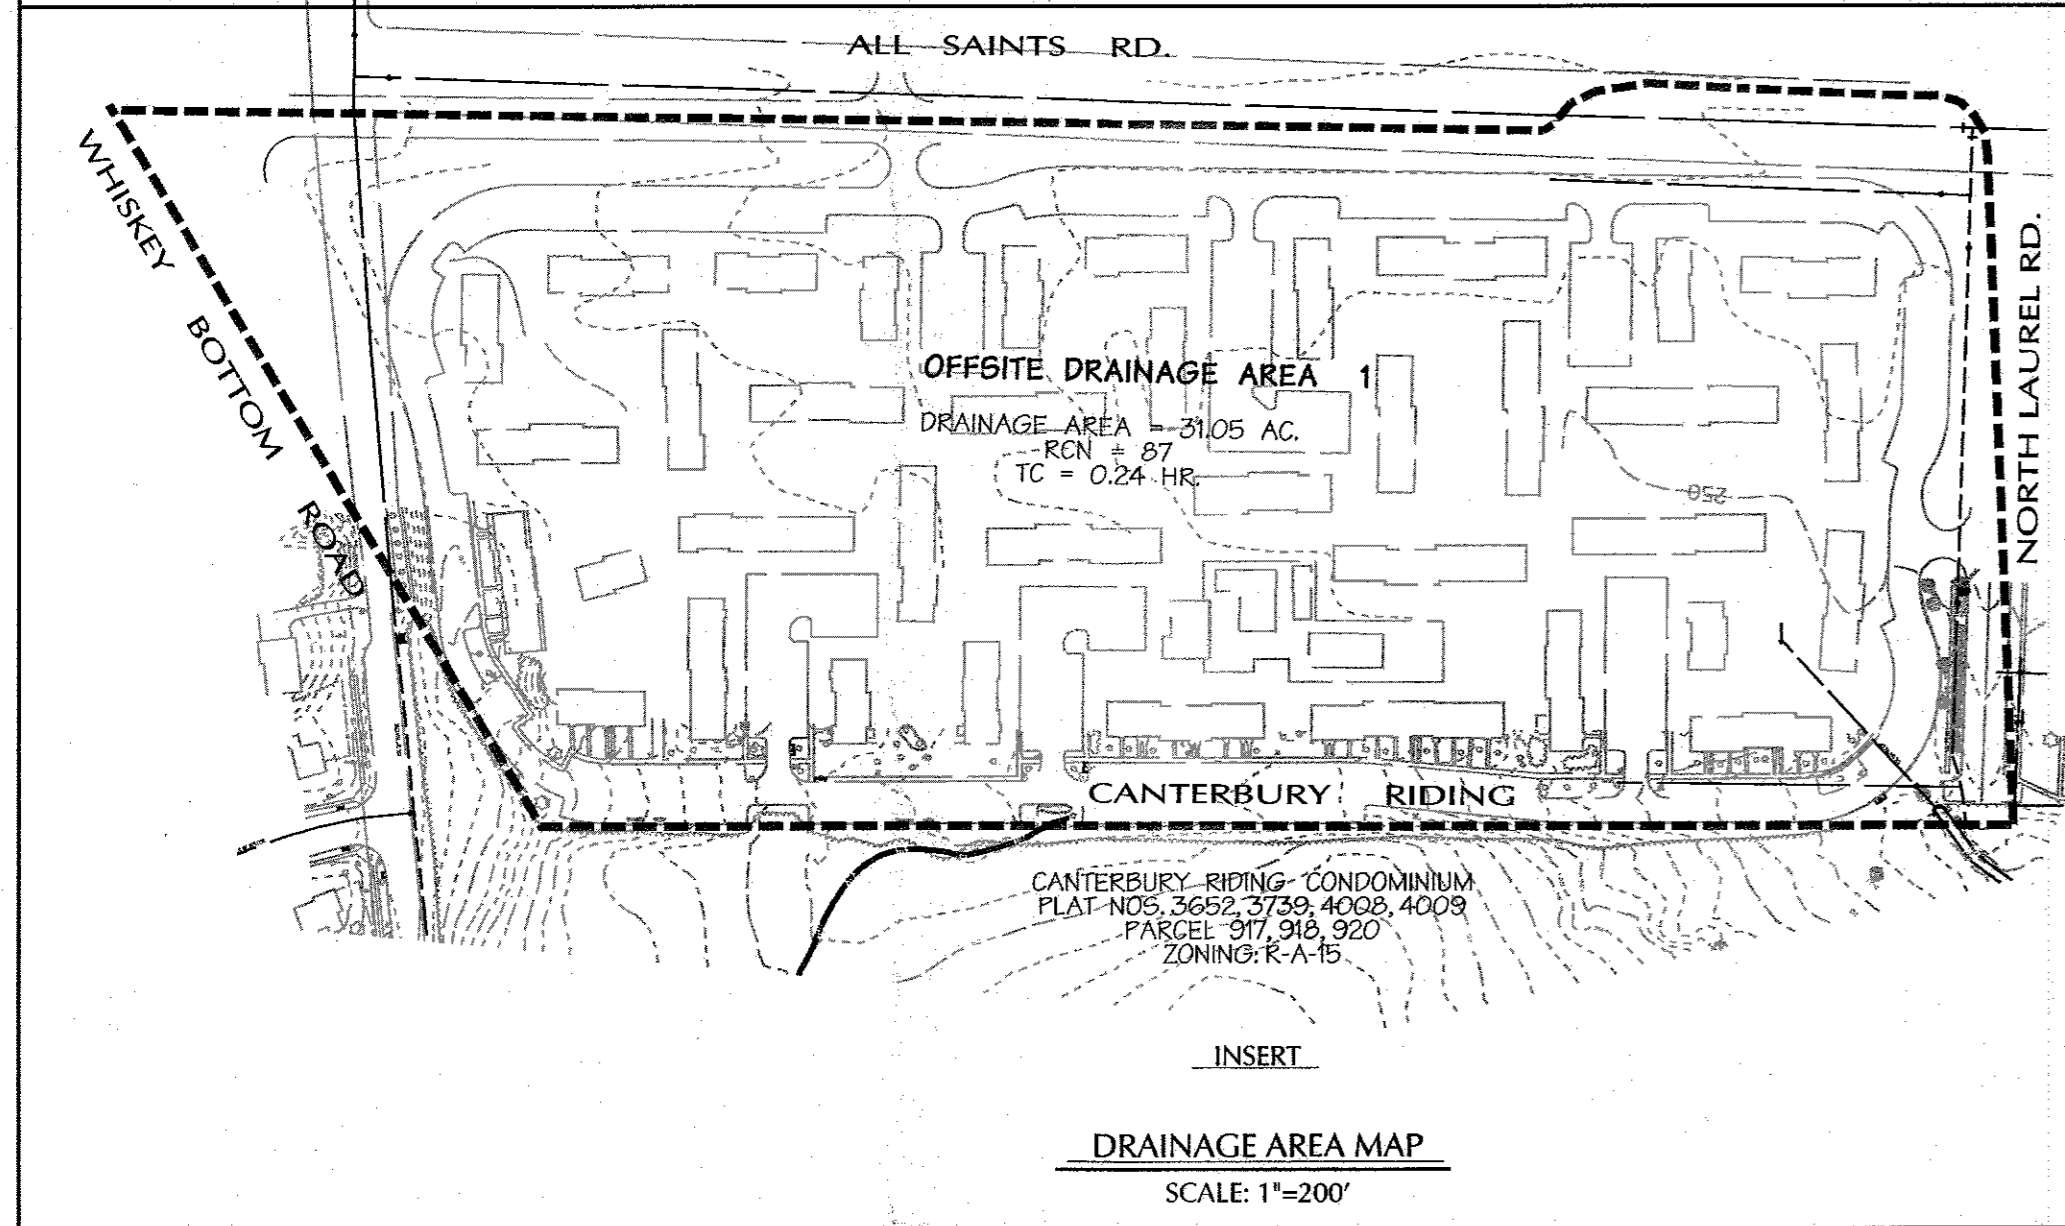 ALL SAINTS RD.
WHISKEY BOTTOM ROAD
NORTH LAUREL RD.
OFFSITE DRAINAGE AREA 1
DRAINAGE AREA = 31.05 AC.
RCN = 87
TC = 0.24 HR.
250
CANTERBURY RIDING
CANTERBURY RIDING CONDOMINIUM
PLAT NOS. 3652, 3739, 4008, 4009
PARCEL 917, 918, 920
ZONING: R-A-15
INSERT
DRAINAGE AREA MAP
SCALE: 1"=200'